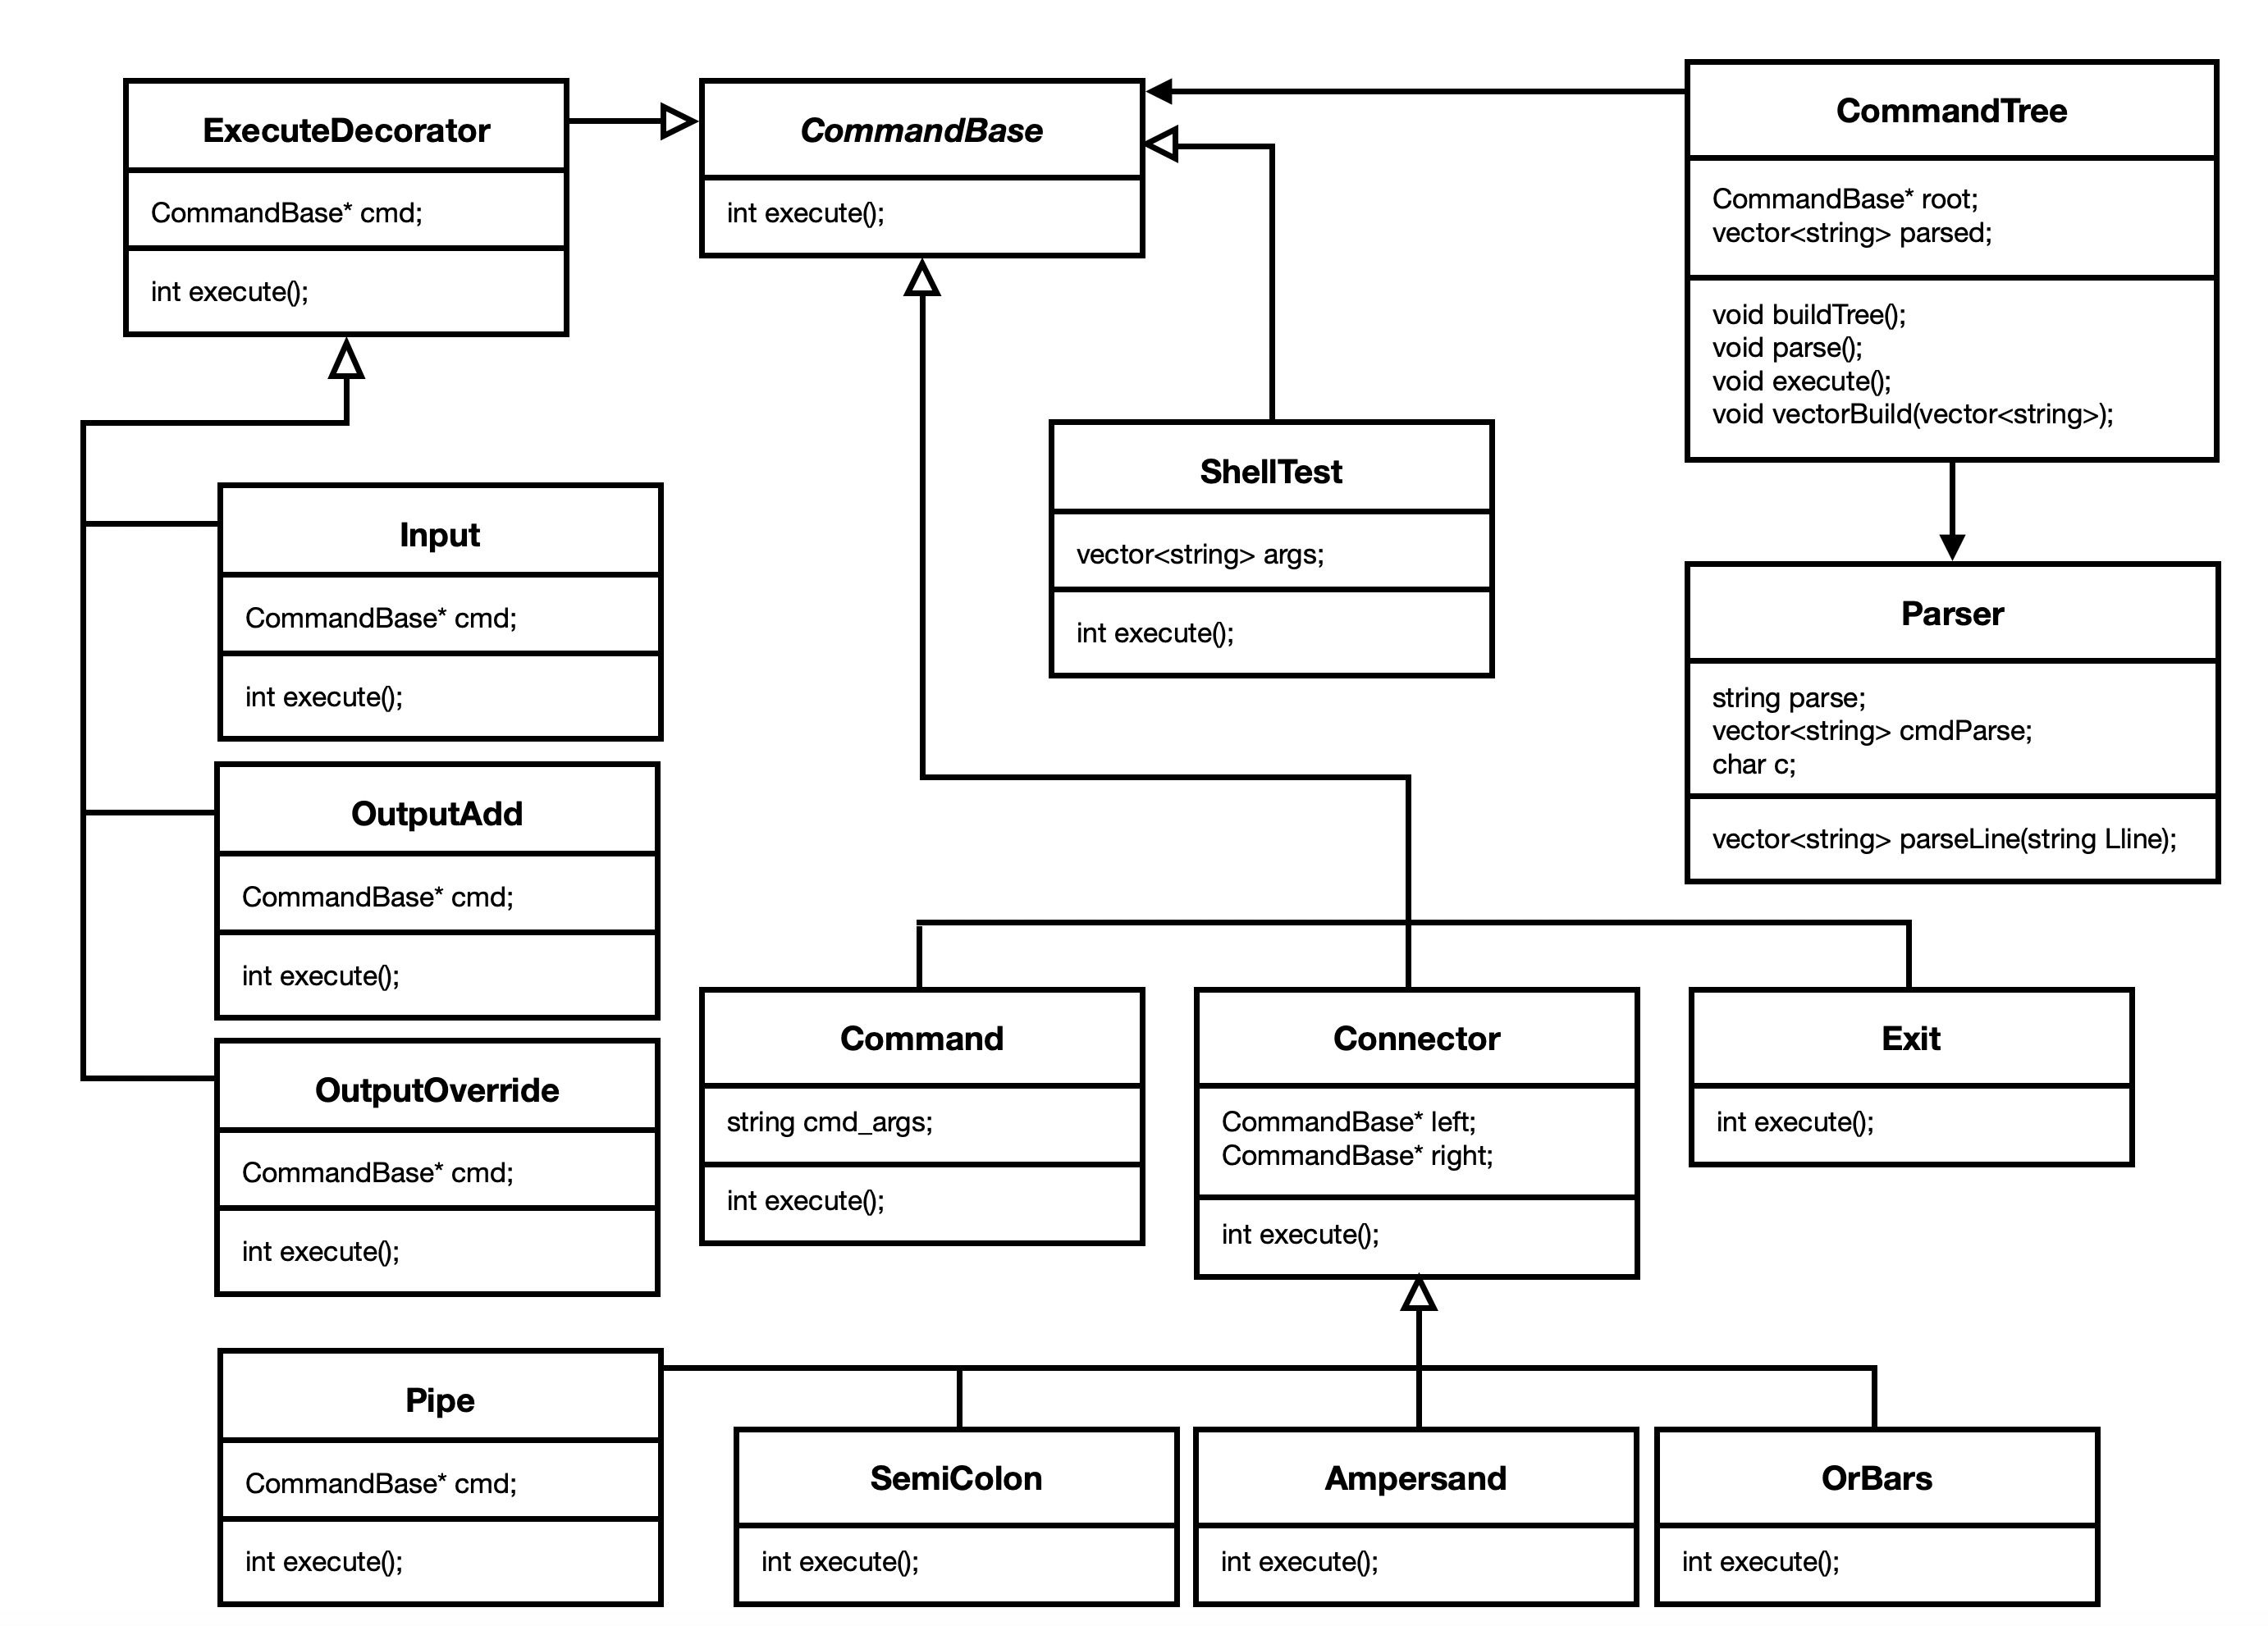 ExecuteDecorator
CommandBase* cmd;
int execute();
CommandBase
int execute();
CommandTree
CommandBase* root;
vector<string> parsed;
void buildTree();
void parse();
void execute();
void vectorBuild(vector<string>);
ShellTest
vector<string> args;
int execute();
Input
CommandBase* cmd;
int execute();
Parser
string parse;
vector<string> cmdParse;
char c;
vector<string> parseLine(string Lline);
OutputAdd
CommandBase* cmd;
int execute();
OutputOverride
CommandBase* cmd;
int execute();
Command
string cmd_args;
int execute();
Connector
CommandBase* left;
CommandBase* right;
int execute();
Exit
int execute();
Pipe
CommandBase* cmd;
int execute();
SemiColon
int execute();
Ampersand
int execute();
OrBars
int execute();